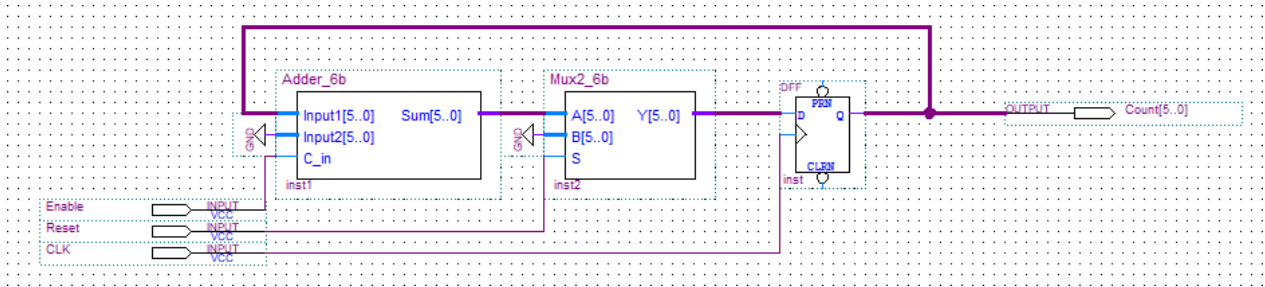 Adder_6b
Input1[5..0] Sum[5..0]
Input2[5..0]
GND
C_in
inst1
Mux2_6b
A[5..0] Y[5..0]
B[5..0]
GND
S
inst2
DFF
PRN
D Q
CLRN
inst
OUTPUT Count[5..0]
Enable INPUT
VCC
Reset INPUT
VCC
CLK INPUT
VCC